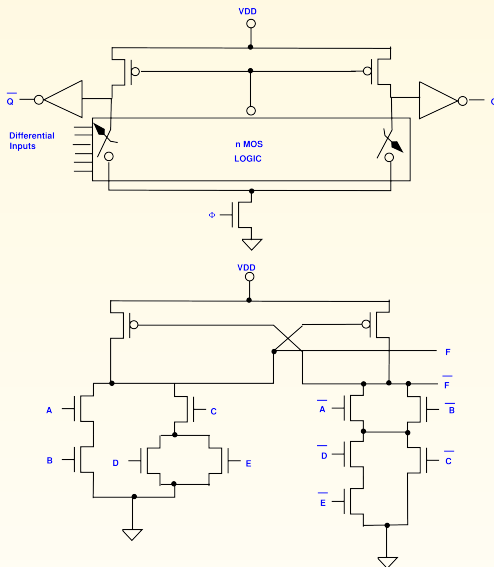 VDD
Q̅
Q
Differential
Inputs
n MOS
LOGIC
Φ
VDD
F
F̅
A
C
A̅
B̅
B
D
E
D̅
C̅
E̅